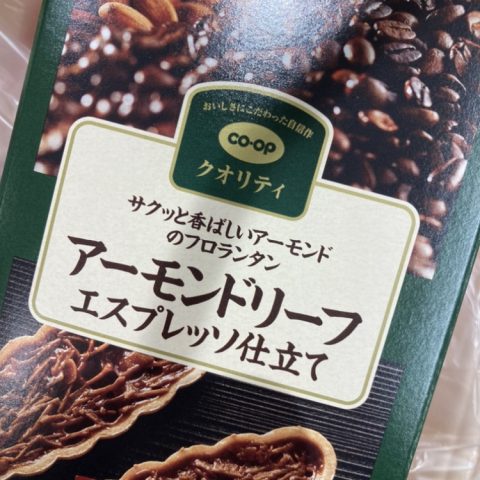 おいしさにこだわった自信作
CO·OP
クオリティ
サクッと香ばしいアーモンド
のフロランタン
アーモンドリーフ
エスプレッソ仕立て